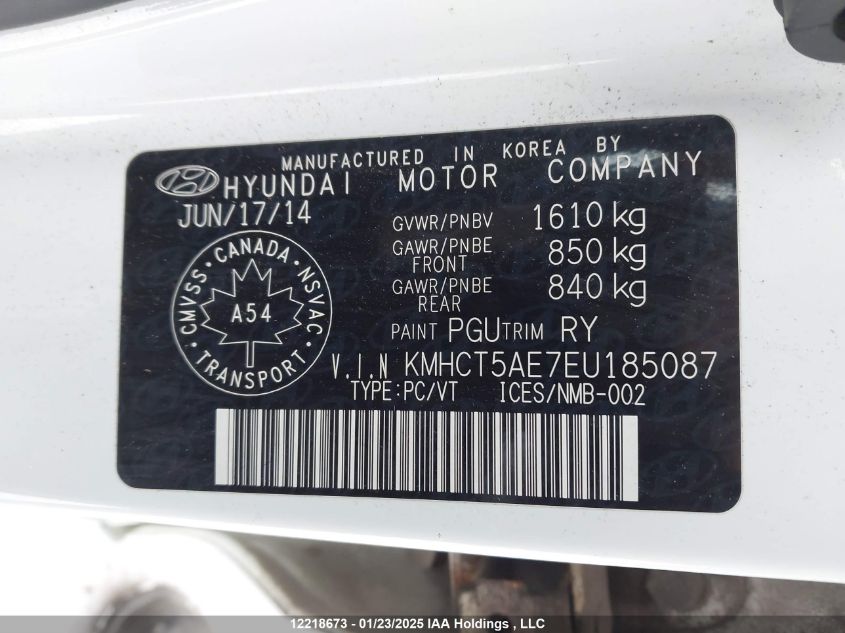 MANUFACTURED IN KOREA BY
HYUNDAI MOTOR COMPANY
JUN/17/14
GVWR/PNBV 1610 kg
GAWR/PNBE FRONT 850 kg
GAWR/PNBE REAR 840 kg
CANADA • NSVAC • TRANSPORT • CMVSS •
A54
PAINT PGU TRIM RY
V.I.N KMHCT5AE7EU185087
TYPE:PC/VT ICES/NMB-002
12218673 - 01/23/2025 IAA Holdings , LLC